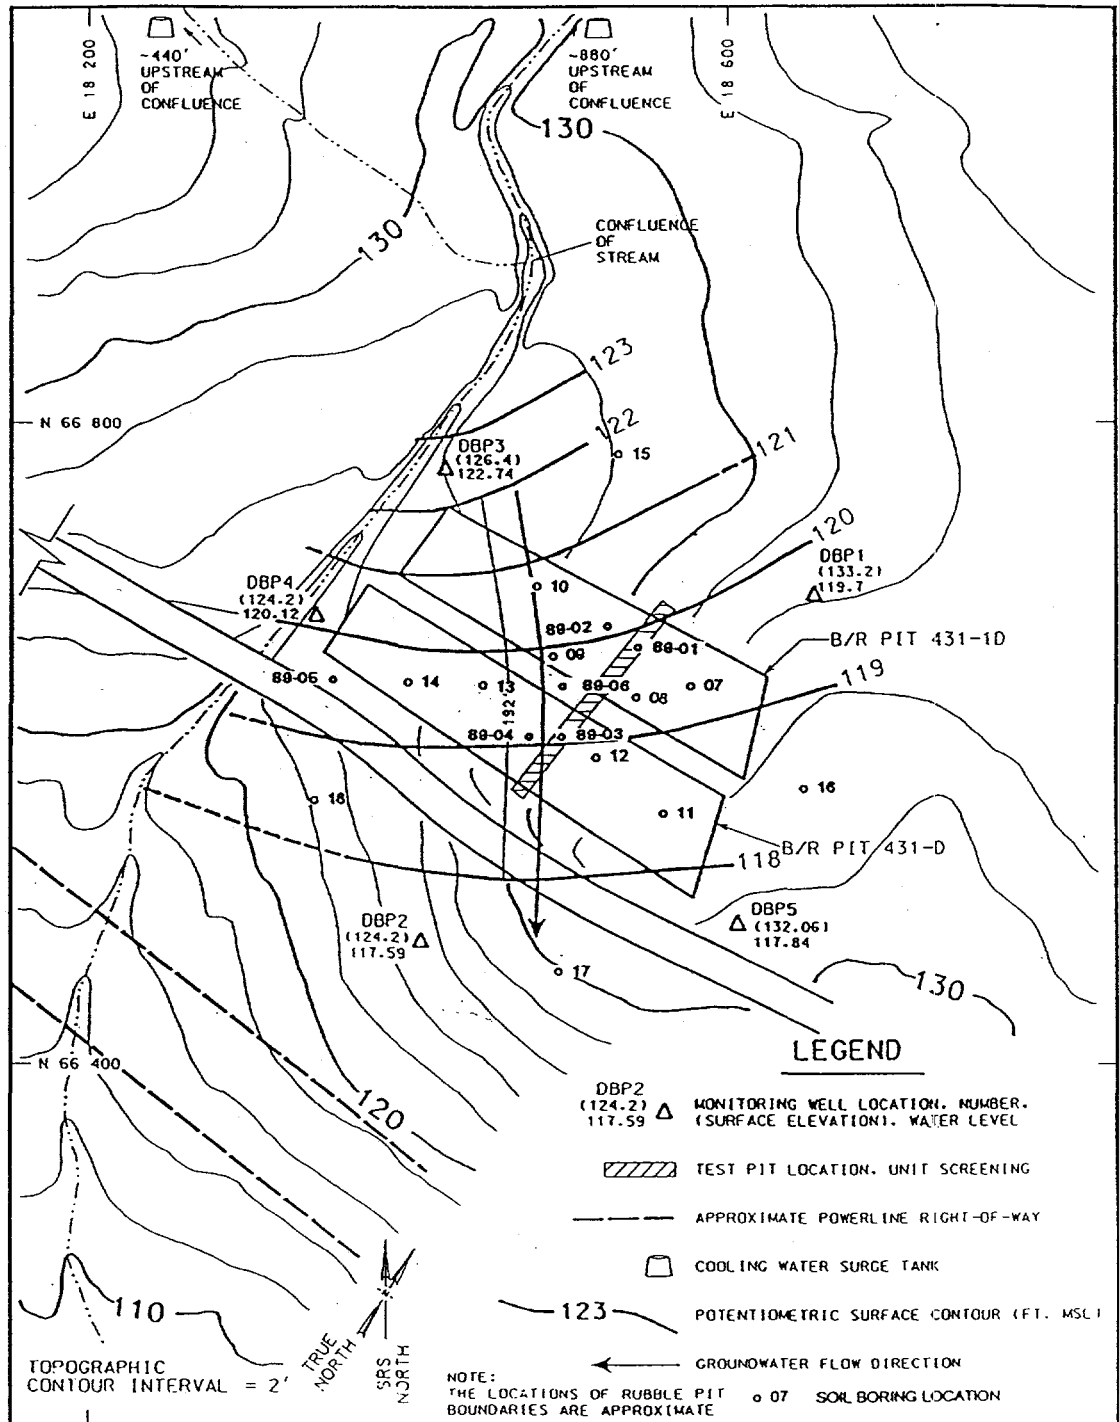 E 18 200
~440'
UPSTREAM
OF
CONFLUENCE
~880'
UPSTREAM
OF
CONFLUENCE
E 18 600
130
130
CONFLUENCE
OF
STREAM
123
122
121
120
N 66 800
DBP3
(126.4)
122.74
15
DBP1
(133.2)
119.7
DBP4
(124.2)
120.12
10
89-02
09
89-01
B/R PIT 431-1D
119
89-05
14
13
89-06
08
07
192'
89-04
89-03
12
18
16
11
B/R PIT 431-D
118
DBP2
(124.2)
117.59
DBP5
(132.06)
117.84
17
130
N 66 400
120
110
LEGEND
DBP2
(124.2)
117.59
MONITORING WELL LOCATION, NUMBER,
(SURFACE ELEVATION), WATER LEVEL
TEST PIT LOCATION, UNIT SCREENING
APPROXIMATE POWERLINE RIGHT-OF-WAY
COOLING WATER SURGE TANK
123
POTENTIOMETRIC SURFACE CONTOUR (FT. MSL)
GROUNDWATER FLOW DIRECTION
07 SOIL BORING LOCATION
TRUE
NORTH
SRS
NORTH
TOPOGRAPHIC
CONTOUR INTERVAL = 2'
NOTE:
THE LOCATIONS OF RUBBLE PIT
BOUNDARIES ARE APPROXIMATE